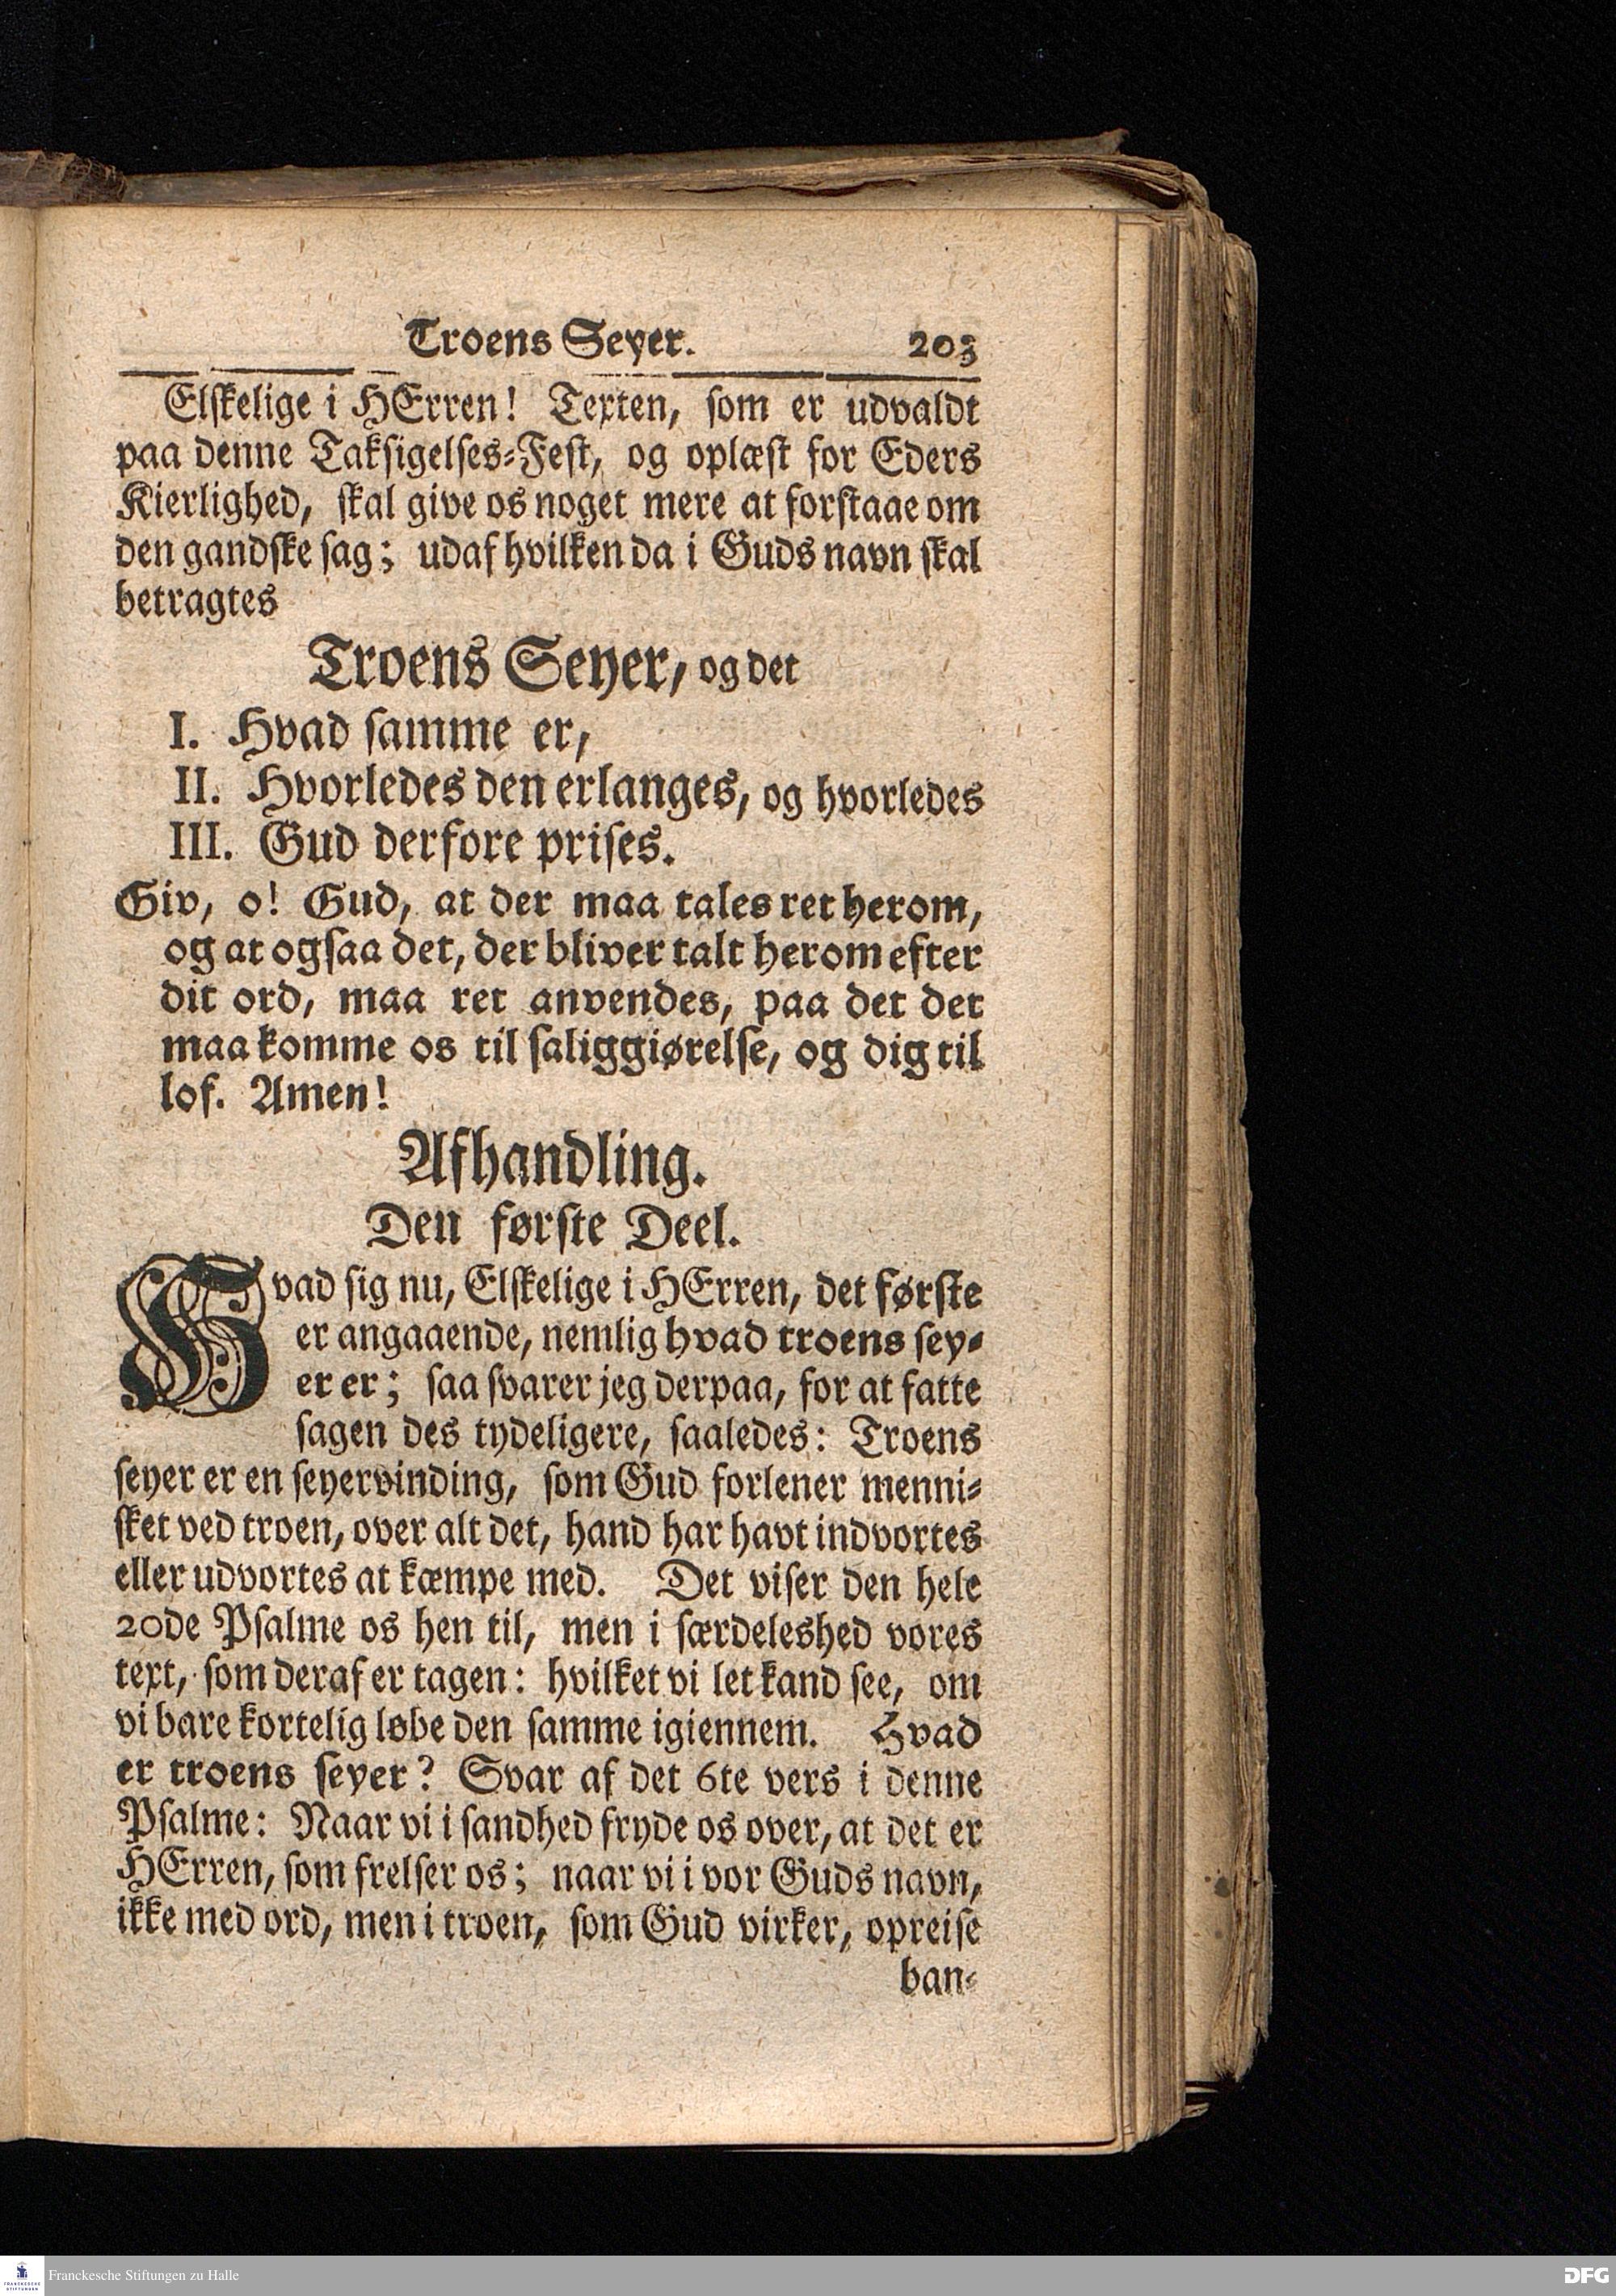 Troens Seyer. 203
Elskelige i HErren! Texten, som er udvaldt
paa denne Taksigelses-Fest, og oplæst for Eders
Kierlighed, skal give os noget mere at forstaae om
den gandske sag; udaf hvilken da i Guds navn skal
betragtes
Troens Seyer, og det
I. Hvad samme er,
II. Hvorledes den erlanges, og hvorledes
III. Gud derfore prises.
Giv, o! Gud, at der maa tales ret herom,
og at ogsaa det, der bliver talt herom efter
dit ord, maa ret anvendes, paa det det
maa komme os til saliggiørelse, og dig til
lof. Amen!
Afhandling.
Den første Deel.
Hvad sig nu, Elskelige i HErren, det første
er angaaende, nemlig hvad troens sey-
er er; saa svarer jeg derpaa, for at fatte
sagen des tydeligere, saaledes: Troens
seyer er en seyervinding, som Gud forlener menni-
sket ved troen, over alt det, hand har havt indvortes
eller udvortes at kæmpe med. Det viser den hele
20de Psalme os hen til, men i særdeleshed vores
text, som deraf er tagen: hvilket vi let kand see, om
vi bare kortelig løbe den samme igiennem. Hvad
er troens seyer? Svar af det 6te vers i denne
Psalme: Naar vi i sandhed fryde os over, at det er
HErren, som frelser os; naar vi i vor Guds navn,
ikke med ord, men i troen, som Gud virker, opreise
ban-
FRANCKESCHE STIFTUNGEN
Franckesche Stiftungen zu Halle
DFG